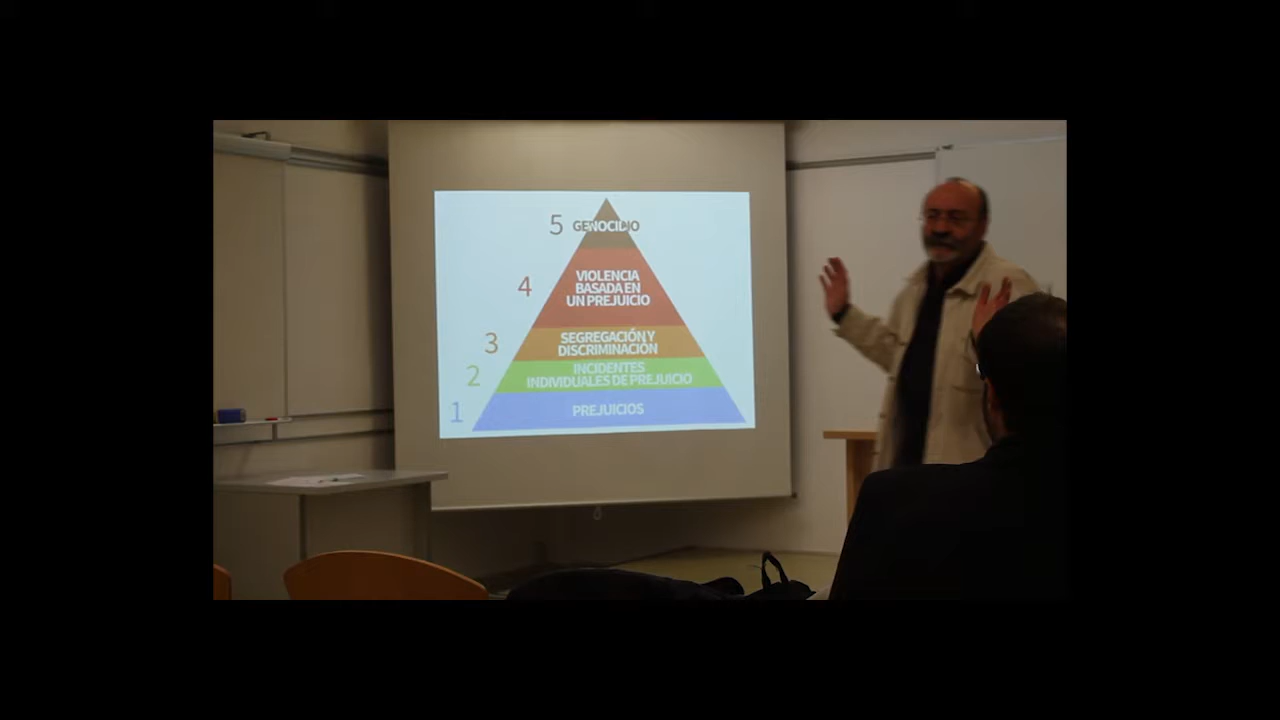 5 GENOCIDIO
4 VIOLENCIA
BASADA EN
UN PREJUICIO
3 SEGREGACIÓN Y
DISCRIMINACIÓN
2 INCIDENTES
INDIVIDUALES DE PREJUICIO
1 PREJUICIOS